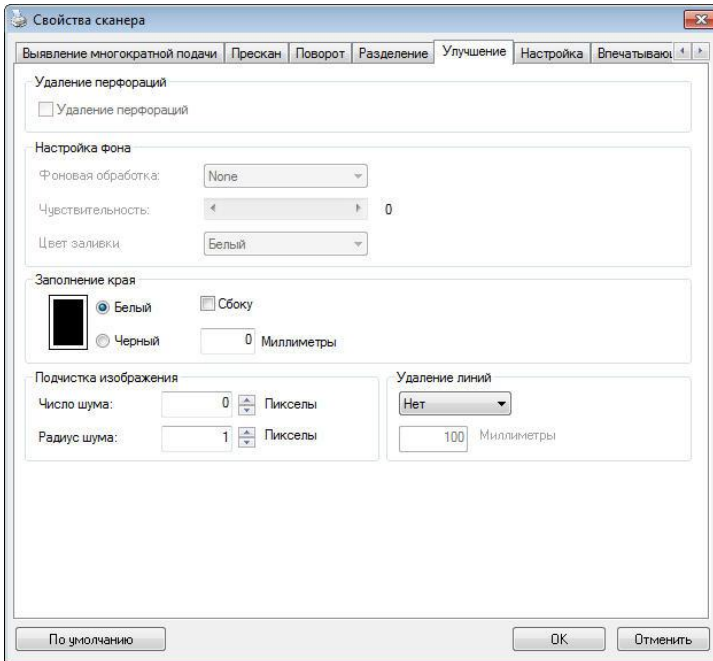 Свойства сканера
Выявление многократной подачи Прескан Поворот Разделение Улучшение Настройка Впечатываюц
Удаление перфораций
Удаление перфораций
Настройка фона
Фоновая обработка: None
Чувствительность: 0
Цвет заливки Белый
Заполнение края
Белый Сбоку
Черный 0 Миллиметры
Подчистка изображения Удаление линий
Число шума: 0 Пикселы Нет
Радиус шума: 1 Пикселы 100 Миллиметры
По умолчанию OK Отменить